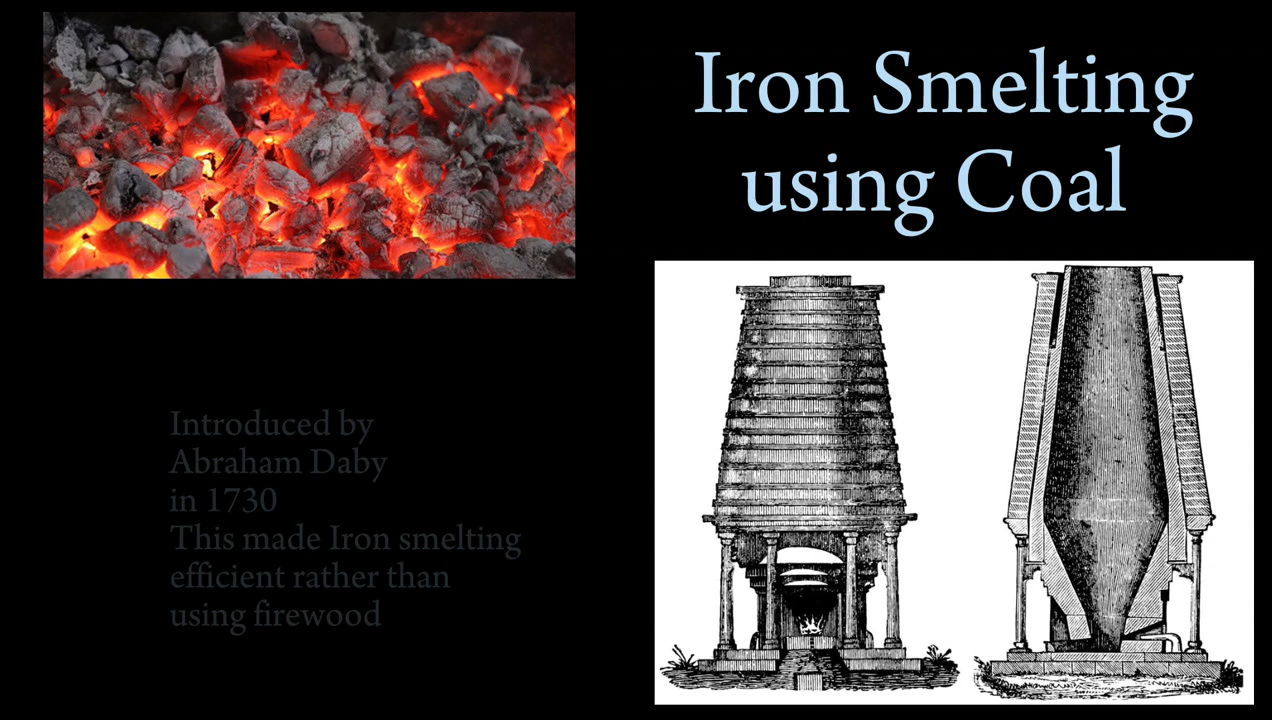 Iron Smelting
using Coal
Introduced by
Abraham Daby
in 1730
This made Iron smelting
efficient rather than
using firewood